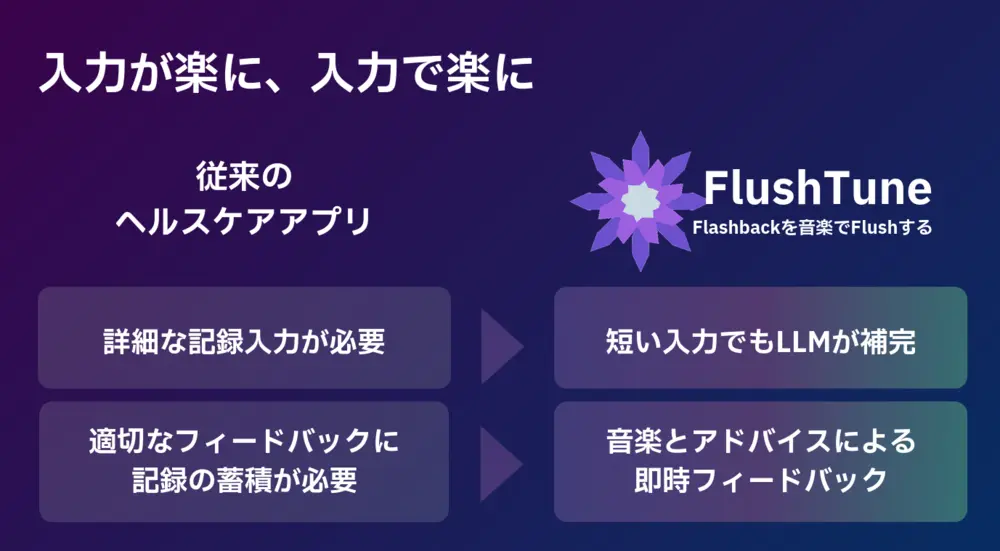 入力が楽に、入力で楽に
従来の
ヘルスケアアプリ
FlushTune
Flashbackを音楽でFlushする
詳細な記録入力が必要
短い入力でもLLMが補完
適切なフィードバックに
記録の蓄積が必要
音楽とアドバイスによる
即時フィードバック